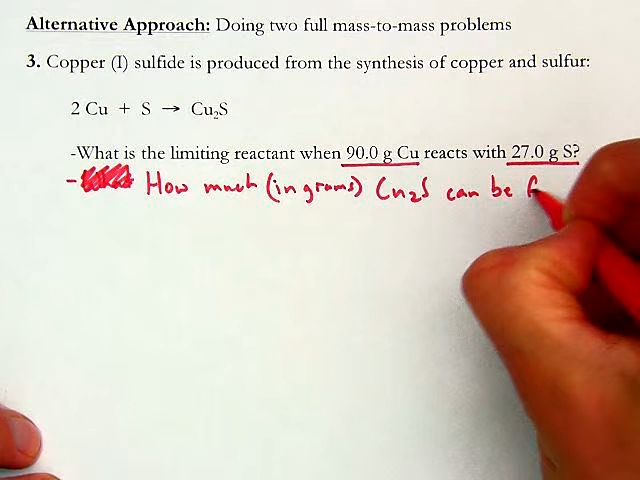 Alternative Approach: Doing two full mass-to-mass problems
3. Copper (I) sulfide is produced from the synthesis of copper and sulfur:
2 Cu + S → Cu₂S
-What is the limiting reactant when 90.0 g Cu reacts with 27.0 g S?
- How much (in grams) Cu₂S can be f